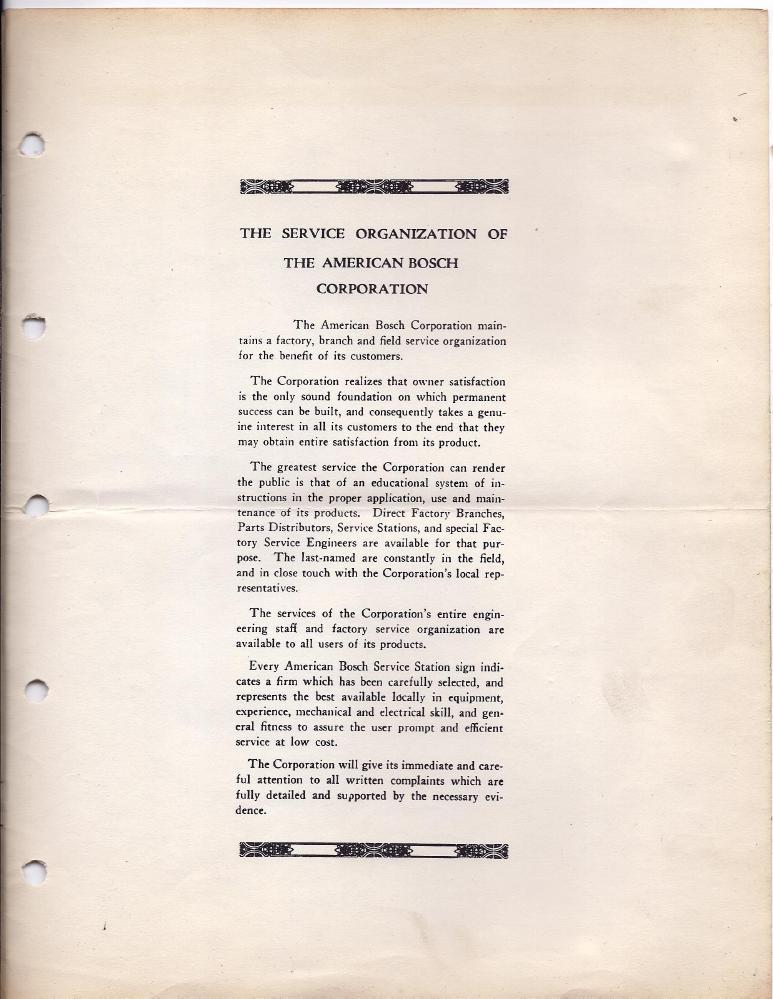 THE SERVICE ORGANIZATION OF
THE AMERICAN BOSCH
CORPORATION
The American Bosch Corporation main-
tains a factory, branch and field service organization
for the benefit of its customers.
The Corporation realizes that owner satisfaction
is the only sound foundation on which permanent
success can be built, and consequently takes a genu-
ine interest in all its customers to the end that they
may obtain entire satisfaction from its product.
The greatest service the Corporation can render
the public is that of an educational system of in-
structions in the proper application, use and main-
tenance of its products. Direct Factory Branches,
Parts Distributors, Service Stations, and special Fac-
tory Service Engineers are available for that pur-
pose. The last-named are constantly in the field,
and in close touch with the Corporation's local rep-
resentatives.
The services of the Corporation's entire engin-
eering staff and factory service organization are
available to all users of its products.
Every American Bosch Service Station sign indi-
cates a firm which has been carefully selected, and
represents the best available locally in equipment,
experience, mechanical and electrical skill, and gen-
eral fitness to assure the user prompt and efficient
service at low cost.
The Corporation will give its immediate and care-
ful attention to all written complaints which are
fully detailed and supported by the necessary evi-
dence.